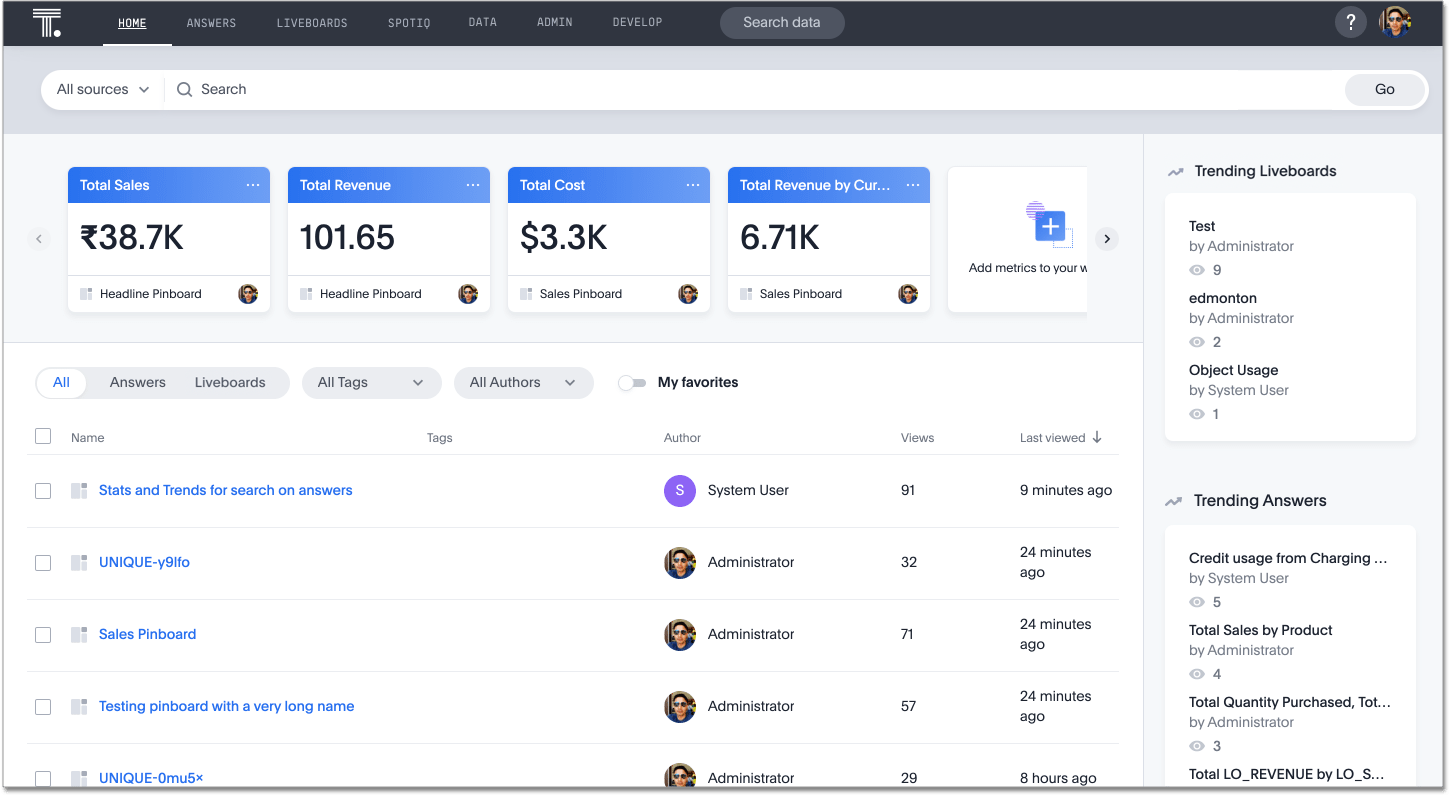 T.
HOME ANSWERS LIVEBOARDS SPOTIQ DATA ADMIN DEVELOP Search data ?
All sources Search Go
Total Sales ...
₹38.7K
Headline Pinboard
Total Revenue ...
101.65
Headline Pinboard
Total Cost ...
$3.3K
Sales Pinboard
Total Revenue by Cur... ...
6.71K
Sales Pinboard
Add metrics to your w
All Answers Liveboards All Tags All Authors My favorites
Name Tags Author Views Last viewed
Stats and Trends for search on answers S System User 91 9 minutes ago
UNIQUE-y9lfo Administrator 32 24 minutes
ago
Sales Pinboard Administrator 71 24 minutes
ago
Testing pinboard with a very long name Administrator 57 24 minutes
ago
UNIQUE-0mu5× Administrator 29 8 hours ago
Trending Liveboards
Test
by Administrator
9
edmonton
by Administrator
2
Object Usage
by System User
1
Trending Answers
Credit usage from Charging ...
by System User
5
Total Sales by Product
by Administrator
4
Total Quantity Purchased, Tot...
by Administrator
3
Total LO_REVENUE by LO_S...